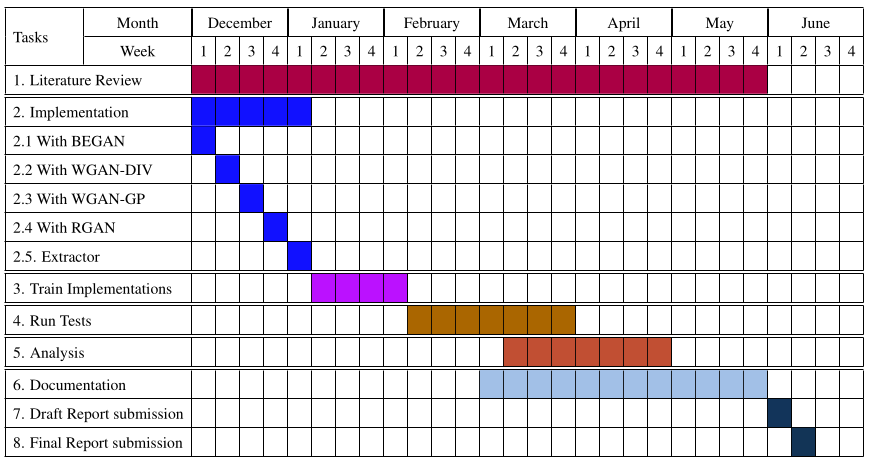 Tasks Month December January February March April May June
Week 1 2 3 4 1 2 3 4 1 2 3 4 1 2 3 4 1 2 3 4 1 2 3 4 1 2 3 4
1. Literature Review
2. Implementation
2.1 With BEGAN
2.2 With WGAN-DIV
2.3 With WGAN-GP
2.4 With RGAN
2.5. Extractor
3. Train Implementations
4. Run Tests
5. Analysis
6. Documentation
7. Draft Report submission
8. Final Report submission